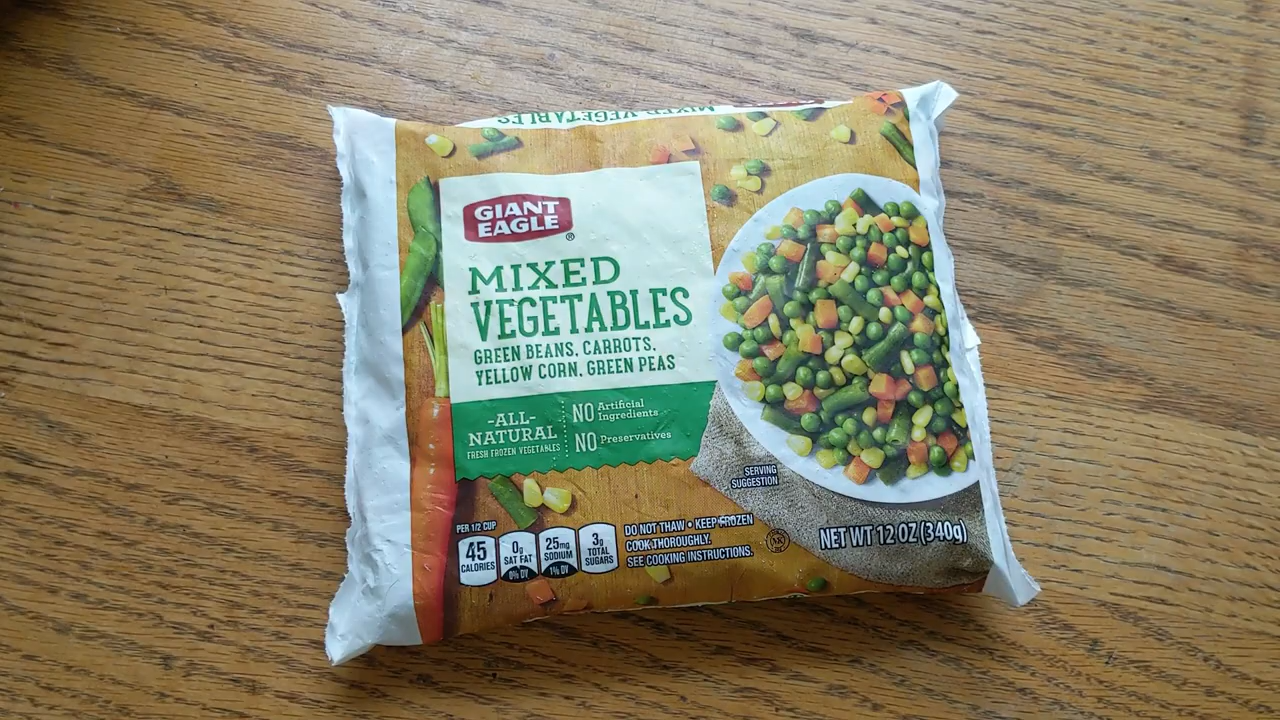 MIXED VEGETABLES
GIANT
EAGLE
®
MIXED
VEGETABLES
GREEN BEANS, CARROTS,
YELLOW CORN, GREEN PEAS
-ALL-
NATURAL
FRESH FROZEN VEGETABLES
NO Artificial
Ingredients
NO Preservatives
SERVING
SUGGESTION
PER 1/2 CUP
45
CALORIES
0g
SAT FAT
0% DV
25mg
SODIUM
1% DV
3g
TOTAL
SUGARS
DO NOT THAW • KEEP FROZEN
COOK THOROUGHLY.
SEE COOKING INSTRUCTIONS.
NET WT 12 OZ (340g)